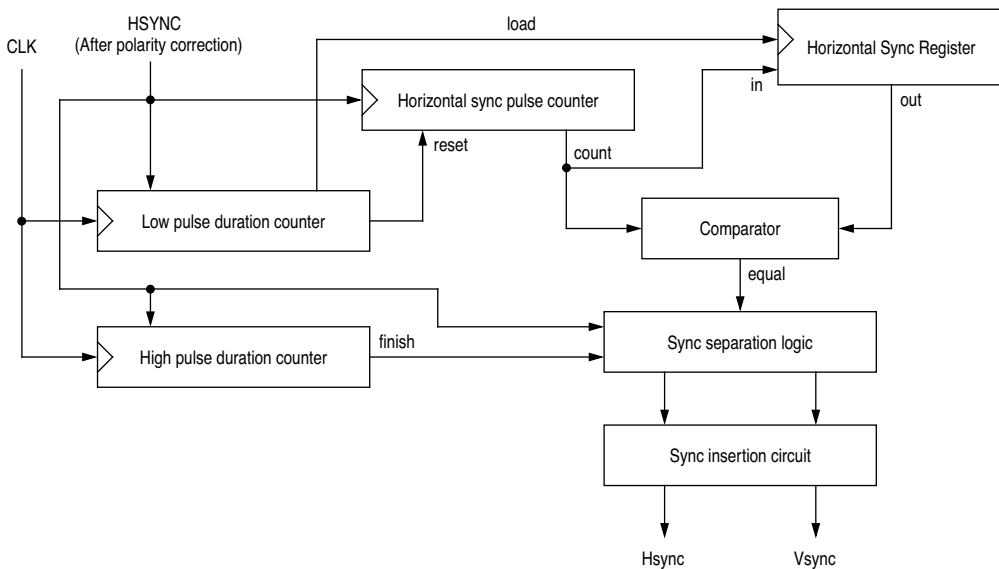 HSYNC
(After polarity correction)
CLK
load
Horizontal Sync Register
Horizontal sync pulse counter
in
out
reset
count
Low pulse duration counter
Comparator
equal
finish
High pulse duration counter
Sync separation logic
Sync insertion circuit
Hsync
Vsync